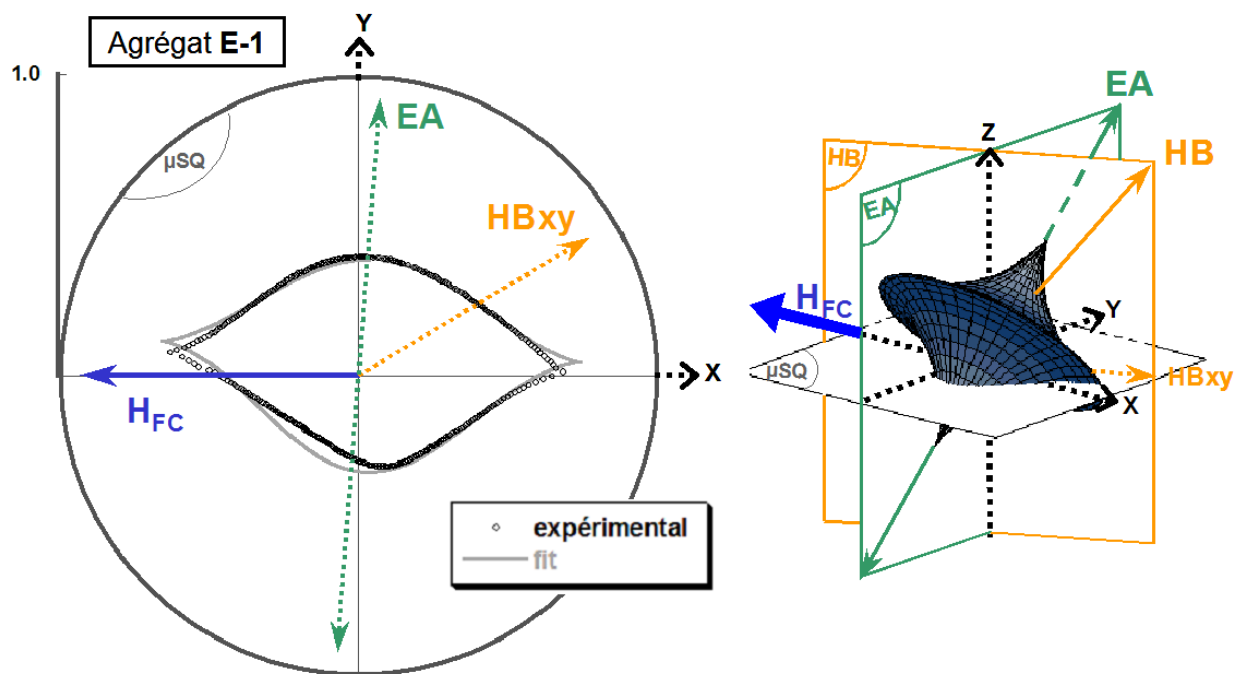 Agrégat E-1
1.0
Y
µSQ
EA
HBxy
X
HFC
expérimental
fit
EA
Z
HB
HB
EA
HFC
Y
µSQ
HBxy
X